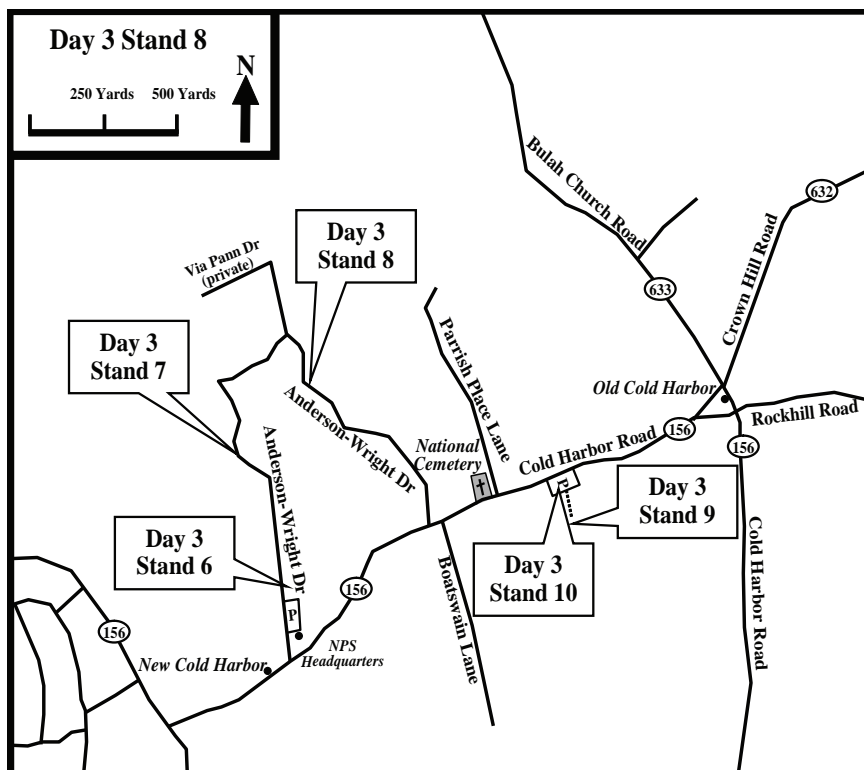 Day 3 Stand 8
N
250 Yards
500 Yards
Bulah Church Road
632
Crown Hill Road
633
Via Pann Dr
(private)
Day 3
Stand 8
Day 3
Stand 7
Parrish Place Lane
Old Cold Harbor
Rockhill Road
Anderson-Wright Dr
National
Cemetery
Cold Harbor Road
156
156
Anderson-Wright Dr
P
Day 3
Stand 9
Day 3
Stand 6
Day 3
Stand 10
Cold Harbor Road
Boatswain Lane
156
156
P
NPS
Headquarters
New Cold Harbor